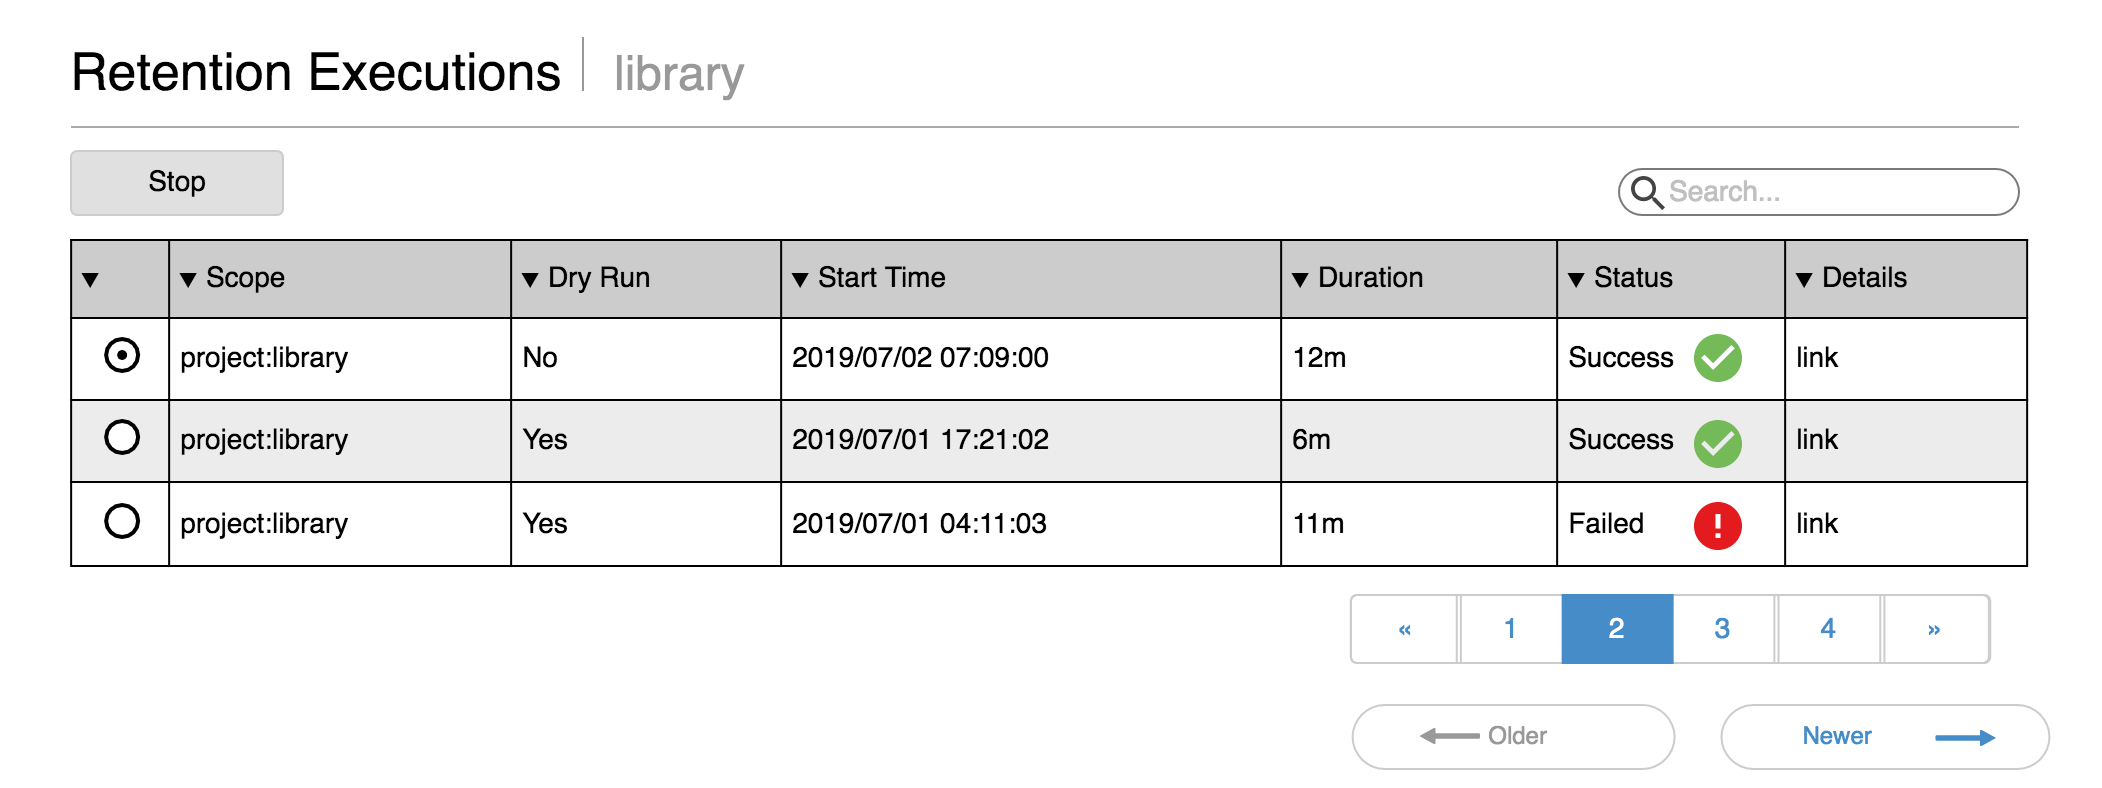 Retention Executions library
Stop
Search...
Scope Dry Run Start Time Duration Status Details
project:library No 2019/07/02 07:09:00 12m Success link
project:library Yes 2019/07/01 17:21:02 6m Success link
project:library Yes 2019/07/01 04:11:03 11m Failed link
« 1 2 3 4 »
Older Newer